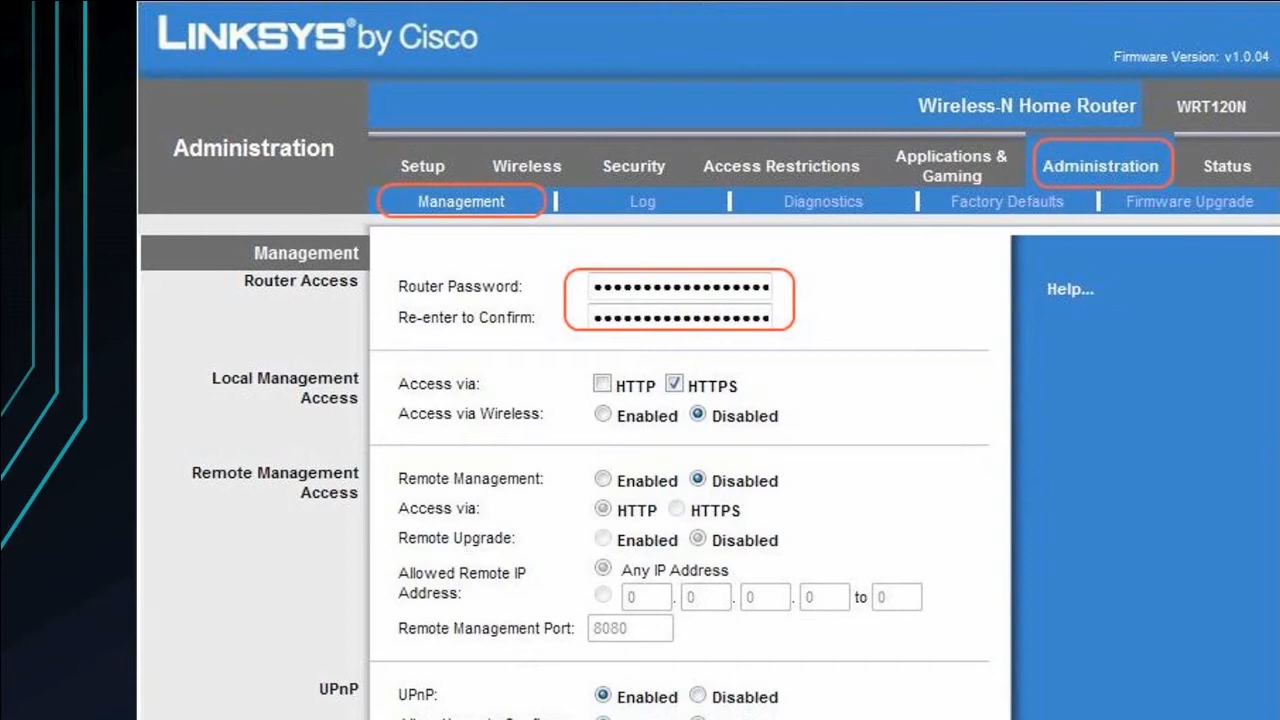 LINKSYS® by Cisco
Firmware Version: v1.0.04
Wireless-N Home Router WRT120N
Administration
Setup Wireless Security Access Restrictions Applications & Gaming Administration Status
Management Log Diagnostics Factory Defaults Firmware Upgrade
Management
Router Access
Router Password: ••••••••••••••••••
Re-enter to Confirm: ••••••••••••••••••
Help...
Local Management
Access
Access via: HTTP HTTPS
Access via Wireless: Enabled Disabled
Remote Management
Access
Remote Management: Enabled Disabled
Access via: HTTP HTTPS
Remote Upgrade: Enabled Disabled
Allowed Remote IP
Address:
Any IP Address
0 . 0 . 0 . 0 to 0
Remote Management Port: 8080
UPnP
UPnP: Enabled Disabled